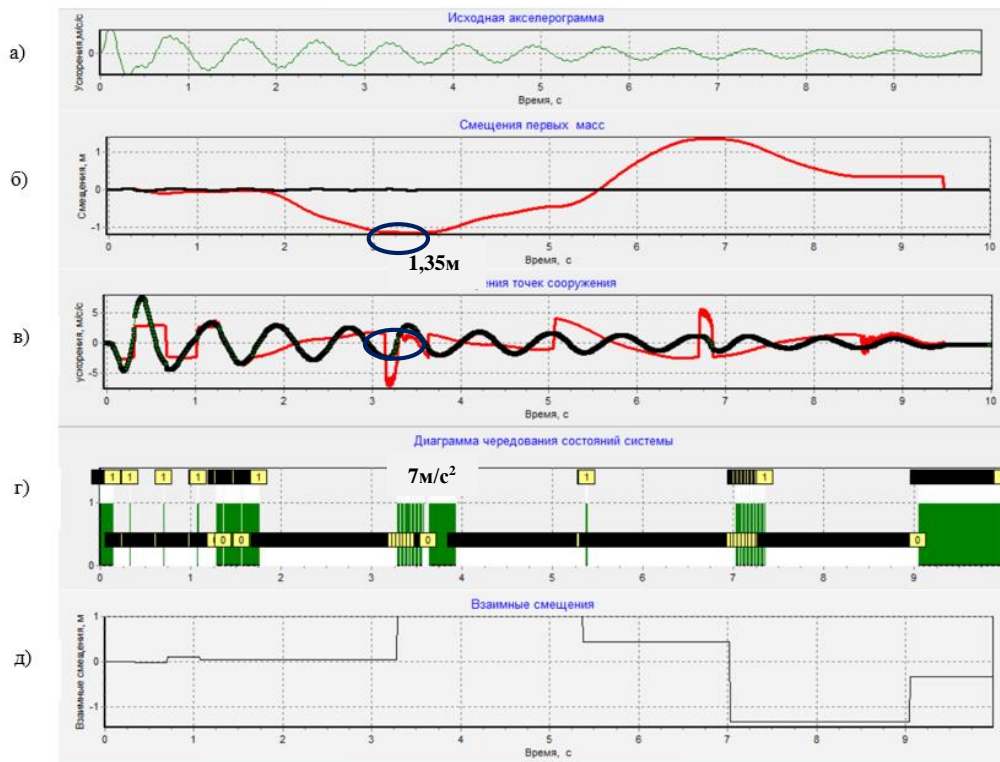 Исходная акселерограмма
а)
Ускорения,м/с/с
0
0 1 2 3 4 5 6 7 8 9
Время, с
Смещения первых масс
б)
Смещения, м
1
0
-1
0 1 2 3 4 5 6 7 8 9 10
Время, с
1,35м
ния точек сооружения
в)
ускорения, м/с/с
5
0
-5
0 1 2 3 4 5 6 7 8 9 10
Время, с
Диаграмма чередования состояний системы
г)
7м/с²
1 1 1 1 1 1 1
1
0 0 0 0
0
0 1 2 3 4 5 6 7 8 9
Взаимные смещения
д)
Взаимные смещения, м
1
0
-1
0 1 2 3 4 5 6 7 8 9
Время, с